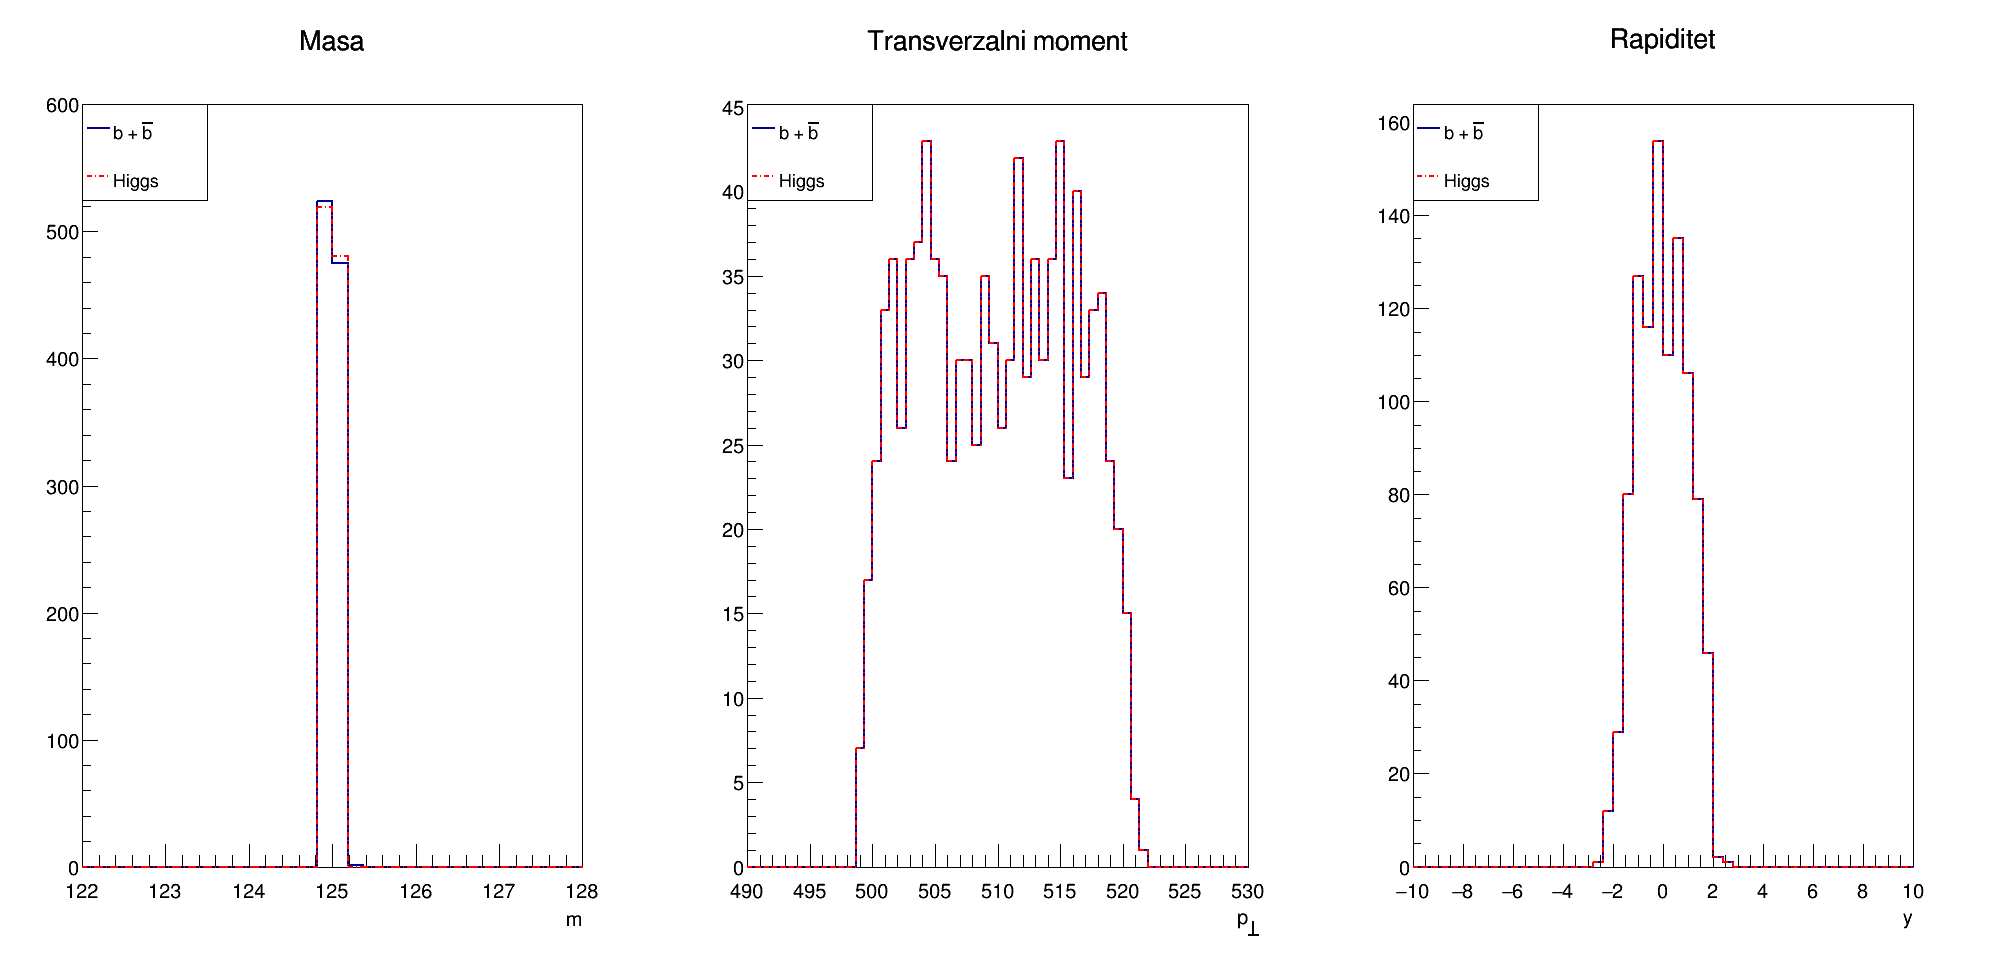 Masa
600
500
400
300
200
100
0
b + b̅
Higgs
122 123 124 125 126 127 128
m
Transverzalni moment
45
40
35
30
25
20
15
10
5
0
b + b̅
Higgs
490 495 500 505 510 515 520 525 530
p⊥
Rapiditet
160
140
120
100
80
60
40
20
0
b + b̅
Higgs
−10 −8 −6 −4 −2 0 2 4 6 8 10
y